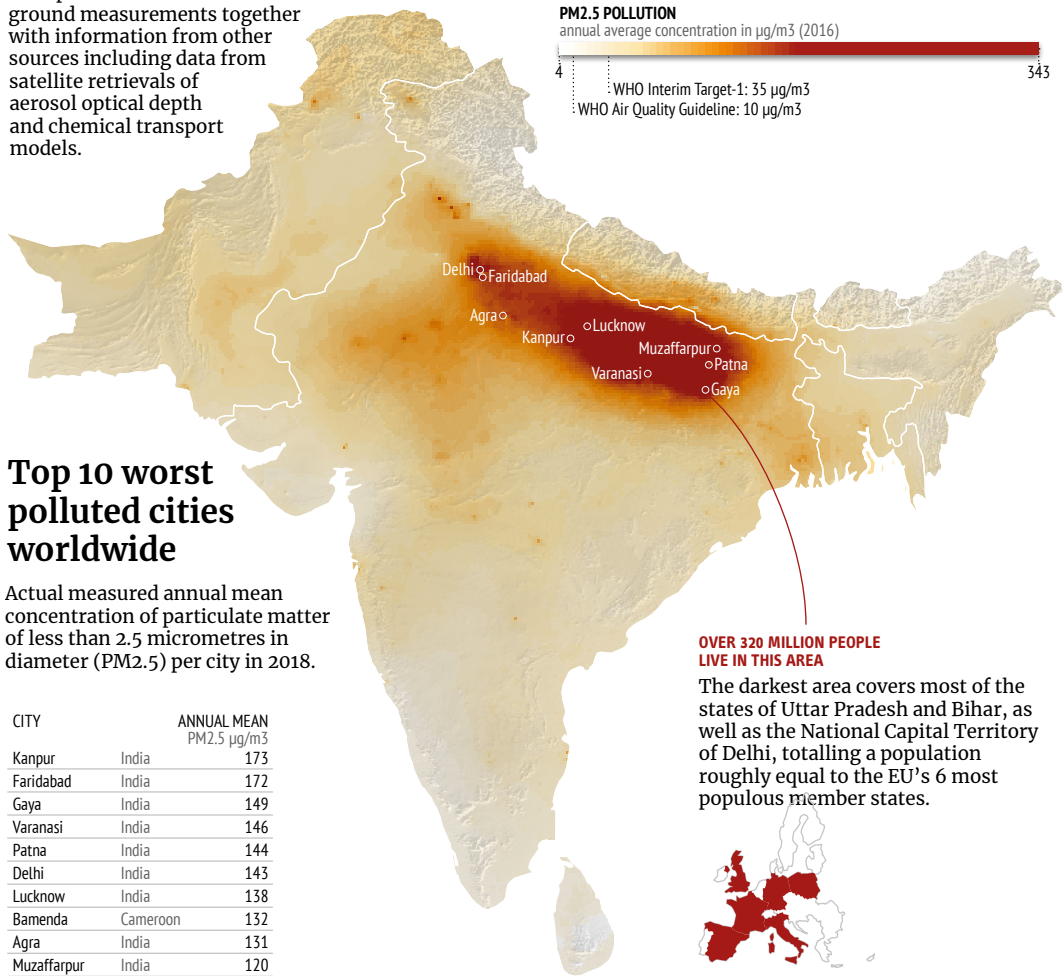 ground measurements together
with information from other
sources including data from
satellite retrievals of
aerosol optical depth
and chemical transport
models.
PM2.5 POLLUTION
annual average concentration in µg/m3 (2016)
4
343
WHO Interim Target-1: 35 µg/m3
WHO Air Quality Guideline: 10 µg/m3
Delhi
Faridabad
Agra
Lucknow
Kanpur
Muzaffarpur
Patna
Varanasi
Gaya
Top 10 worst
polluted cities
worldwide
Actual measured annual mean
concentration of particulate matter
of less than 2.5 micrometres in
diameter (PM2.5) per city in 2018.
CITY ANNUAL MEAN
PM2.5 µg/m3
Kanpur India 173
Faridabad India 172
Gaya India 149
Varanasi India 146
Patna India 144
Delhi India 143
Lucknow India 138
Bamenda Cameroon 132
Agra India 131
Muzaffarpur India 120
OVER 320 MILLION PEOPLE
LIVE IN THIS AREA
The darkest area covers most of the
states of Uttar Pradesh and Bihar, as
well as the National Capital Territory
of Delhi, totalling a population
roughly equal to the EU’s 6 most
populous member states.